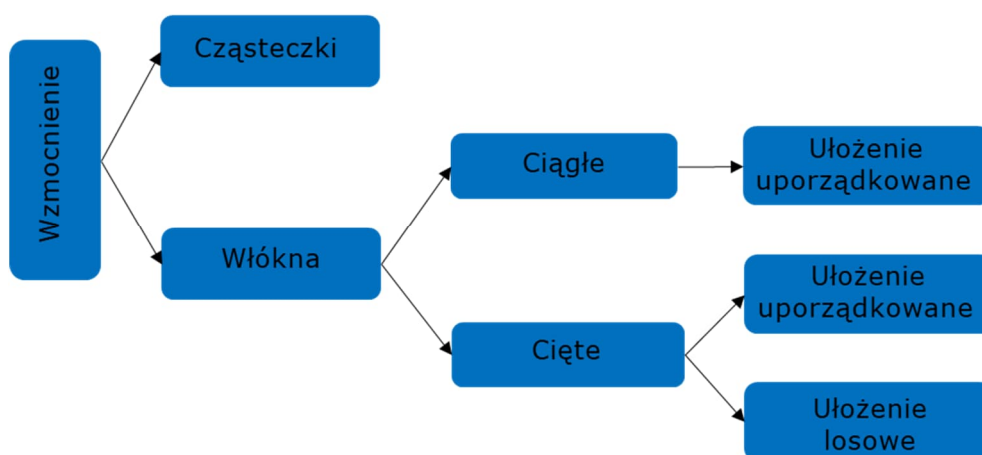 Wzmocnienie
Cząsteczki
Włókna
Ciągłe
Cięte
Ułożenie
uporządkowane
Ułożenie
uporządkowane
Ułożenie
losowe